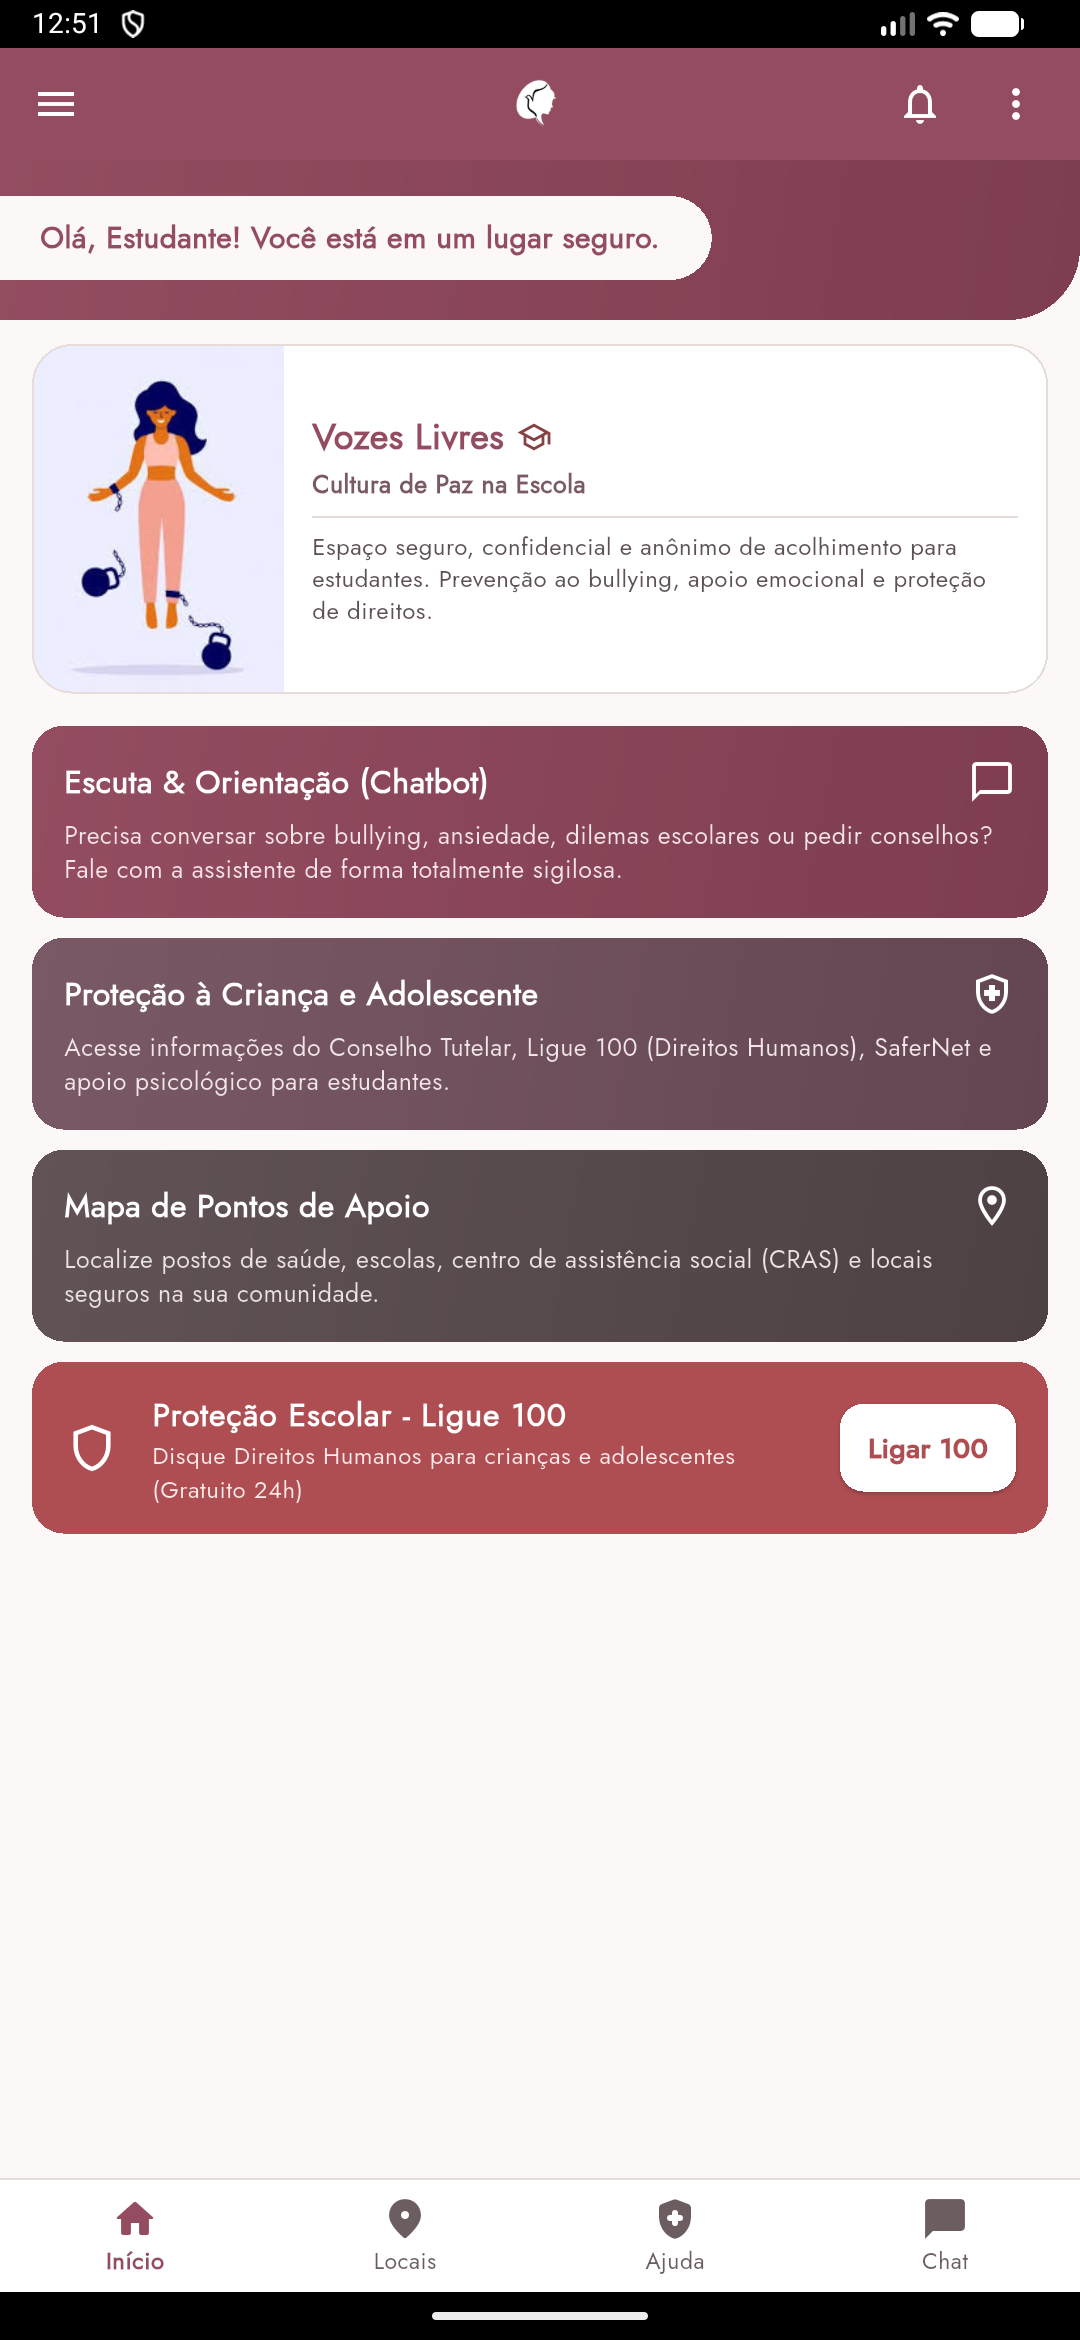 12:51
Olá, Estudante! Você está em um lugar seguro.
Vozes Livres
Cultura de Paz na Escola
Espaço seguro, confidencial e anônimo de acolhimento para
estudantes. Prevenção ao bullying, apoio emocional e proteção
de direitos.
Escuta & Orientação (Chatbot)
Precisa conversar sobre bullying, ansiedade, dilemas escolares ou pedir conselhos?
Fale com a assistente de forma totalmente sigilosa.
Proteção à Criança e Adolescente
Acesse informações do Conselho Tutelar, Ligue 100 (Direitos Humanos), SaferNet e
apoio psicológico para estudantes.
Mapa de Pontos de Apoio
Localize postos de saúde, escolas, centro de assistência social (CRAS) e locais
seguros na sua comunidade.
Proteção Escolar - Ligue 100
Disque Direitos Humanos para crianças e adolescentes
(Gratuito 24h)
Ligar 100
Início
Locais
Ajuda
Chat